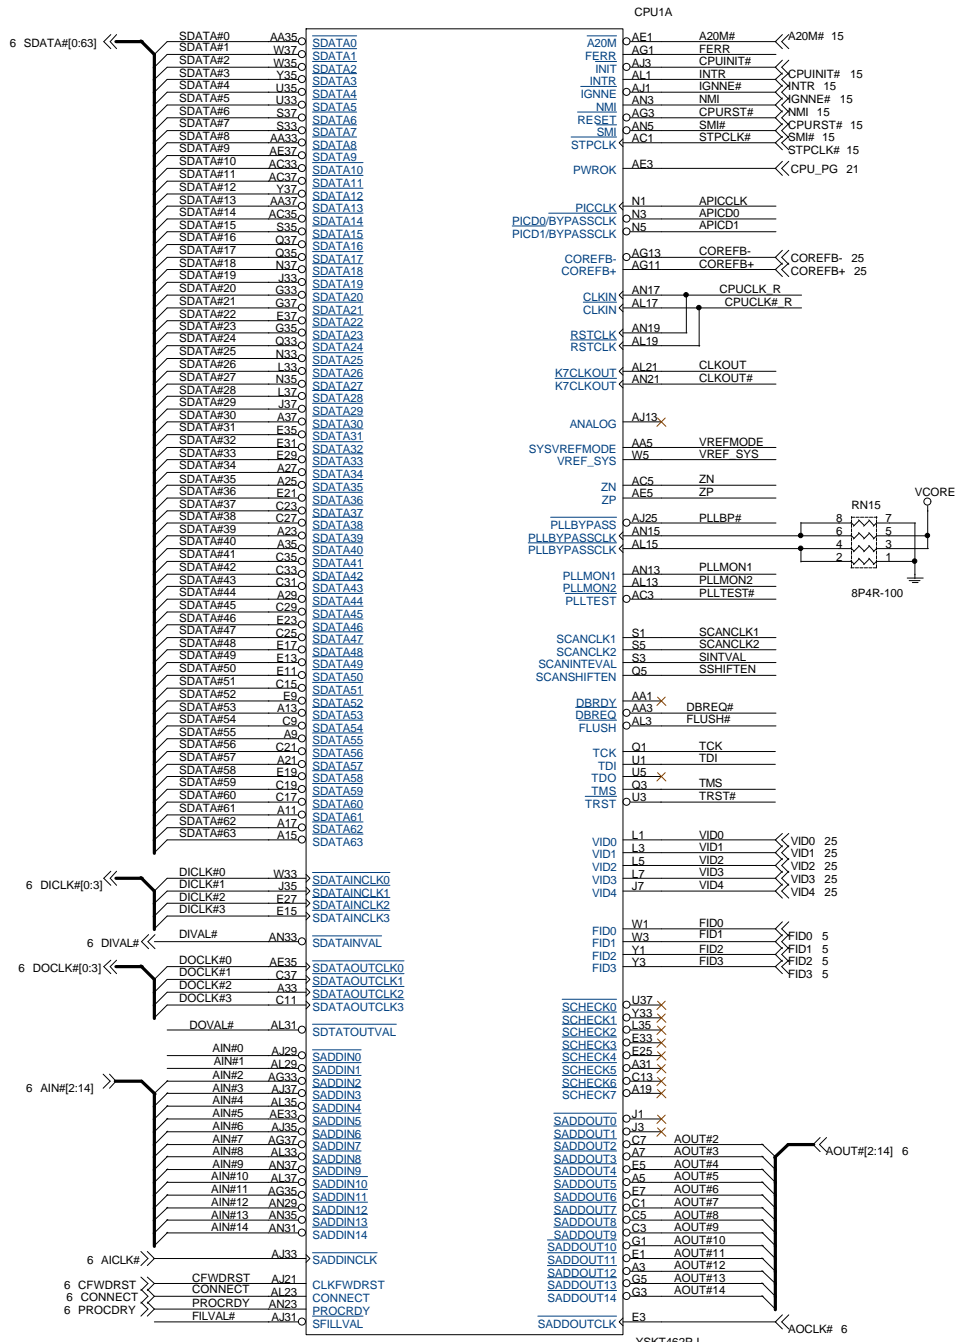 CPU1A
6 SDATA#[0:63]
SDATA#0 AA35 SDATA0
SDATA#1 W37 SDATA1
SDATA#2 W35 SDATA2
SDATA#3 Y35 SDATA3
SDATA#4 U35 SDATA4
SDATA#5 U33 SDATA5
SDATA#6 S37 SDATA6
SDATA#7 S33 SDATA7
SDATA#8 AA33 SDATA8
SDATA#9 AE37 SDATA9
SDATA#10 AC33 SDATA10
SDATA#11 AC37 SDATA11
SDATA#12 Y37 SDATA12
SDATA#13 AA37 SDATA13
SDATA#14 AC35 SDATA14
SDATA#15 S35 SDATA15
SDATA#16 Q37 SDATA16
SDATA#17 Q35 SDATA17
SDATA#18 N37 SDATA18
SDATA#19 J33 SDATA19
SDATA#20 G33 SDATA20
SDATA#21 G37 SDATA21
SDATA#22 E37 SDATA22
SDATA#23 G35 SDATA23
SDATA#24 Q33 SDATA24
SDATA#25 N33 SDATA25
SDATA#26 L33 SDATA26
SDATA#27 N35 SDATA27
SDATA#28 L37 SDATA28
SDATA#29 J37 SDATA29
SDATA#30 A37 SDATA30
SDATA#31 E35 SDATA31
SDATA#32 E31 SDATA32
SDATA#33 E29 SDATA33
SDATA#34 A27 SDATA34
SDATA#35 A25 SDATA35
SDATA#36 E21 SDATA36
SDATA#37 C23 SDATA37
SDATA#38 C27 SDATA38
SDATA#39 A23 SDATA39
SDATA#40 A35 SDATA40
SDATA#41 C35 SDATA41
SDATA#42 C33 SDATA42
SDATA#43 C31 SDATA43
SDATA#44 A29 SDATA44
SDATA#45 C29 SDATA45
SDATA#46 E23 SDATA46
SDATA#47 C25 SDATA47
SDATA#48 E17 SDATA48
SDATA#49 E13 SDATA49
SDATA#50 E11 SDATA50
SDATA#51 C15 SDATA51
SDATA#52 E9 SDATA52
SDATA#53 A13 SDATA53
SDATA#54 C9 SDATA54
SDATA#55 A9 SDATA55
SDATA#56 C21 SDATA56
SDATA#57 A21 SDATA57
SDATA#58 E19 SDATA58
SDATA#59 C19 SDATA59
SDATA#60 C17 SDATA60
SDATA#61 A11 SDATA61
SDATA#62 A17 SDATA62
SDATA#63 A15 SDATA63
6 DICLK#[0:3]
DICLK#0 W33 SDATAINCLK0
DICLK#1 J35 SDATAINCLK1
DICLK#2 E27 SDATAINCLK2
DICLK#3 E15 SDATAINCLK3
6 DIVAL# DIVAL# AN33 SDATAINVAL
6 DOCLK#[0:3]
DOCLK#0 AE35 SDATAOUTCLK0
DOCLK#1 C37 SDATAOUTCLK1
DOCLK#2 A33 SDATAOUTCLK2
DOCLK#3 C11 SDATAOUTCLK3
DOVAL# AL31 SDTATOUTVAL
6 AIN#[2:14]
AIN#0 AJ29 SADDIN0
AIN#1 AL29 SADDIN1
AIN#2 AG33 SADDIN2
AIN#3 AJ37 SADDIN3
AIN#4 AL35 SADDIN4
AIN#5 AE33 SADDIN5
AIN#6 AJ35 SADDIN6
AIN#7 AG37 SADDIN7
AIN#8 AL33 SADDIN8
AIN#9 AN37 SADDIN9
AIN#10 AL37 SADDIN10
AIN#11 AG35 SADDIN11
AIN#12 AN29 SADDIN12
AIN#13 AN35 SADDIN13
AIN#14 AN31 SADDIN14
6 AICLK# AJ33 SADDINCLK
6 CFWDRST CFWDRST AJ21 CLKFWDRST
6 CONNECT CONNECT AL23 CONNECT
6 PROCDRY PROCRDY AN23 PROCRDY
FILVAL# AJ31 SFILLVAL
A20M AE1 A20M# A20M# 15
FERR AG1 FERR
INIT AJ3 CPUINIT# CPUINIT# 15
INTR AL1 INTR INTR 15
IGNNE AJ1 IGNNE# IGNNE# 15
NMI AN3 NMI NMI 15
RESET AG3 CPURST# CPURST# 15
SMI AN5 SMI# SMI# 15
STPCLK AC1 STPCLK# STPCLK# 15
PWROK AE3 CPU_PG 21
PICCLK N1 APICCLK
PICD0/BYPASSCLK N3 APICD0
PICD1/BYPASSCLK N5 APICD1
COREFB- AG13 COREFB- COREFB- 25
COREFB+ AG11 COREFB+ COREFB+ 25
CLKIN AN17 CPUCLK_R
CLKIN AL17 CPUCLK#_R
RSTCLK AN19
RSTCLK AL19
K7CLKOUT AL21 CLKOUT
K7CLKOUT AN21 CLKOUT#
ANALOG AJ13
SYSVREFMODE AA5 VREFMODE
VREF_SYS W5 VREF_SYS
ZN AC5 ZN
ZP AE5 ZP
PLLBYPASS AJ25 PLLBP#
PLLBYPASSCLK AN15
PLLBYPASSCLK AL15
VCORE
RN15
8 7
6 5
4 3
2 1
8P4R-100
PLLMON1 AN13 PLLMON1
PLLMON2 AL13 PLLMON2
PLLTEST AC3 PLLTEST#
SCANCLK1 S1 SCANCLK1
SCANCLK2 S5 SCANCLK2
SCANINTEVAL S3 SINTVAL
SCANSHIFTEN Q5 SSHIFTEN
DBRDY AA1
DBREQ AA3 DBREQ#
FLUSH AL3 FLUSH#
TCK Q1 TCK
TDI U1 TDI
TDO U5
TMS Q3 TMS
TRST U3 TRST#
VID0 L1 VID0 VID0 25
VID1 L3 VID1 VID1 25
VID2 L5 VID2 VID2 25
VID3 L7 VID3 VID3 25
VID4 J7 VID4 VID4 25
FID0 W1 FID0 FID0 5
FID1 W3 FID1 FID1 5
FID2 Y1 FID2 FID2 5
FID3 Y3 FID3 FID3 5
SCHECK0 U37
SCHECK1 Y33
SCHECK2 L35
SCHECK3 E33
SCHECK4 E25
SCHECK5 A31
SCHECK6 C13
SCHECK7 A19
SADDOUT0 J1
SADDOUT1 J3
SADDOUT2 C7 AOUT#2
SADDOUT3 A7 AOUT#3
SADDOUT4 E5 AOUT#4
SADDOUT5 A5 AOUT#5
SADDOUT6 E7 AOUT#6
SADDOUT7 C1 AOUT#7
SADDOUT8 C5 AOUT#8
SADDOUT9 C3 AOUT#9
SADDOUT10 G1 AOUT#10
SADDOUT11 E1 AOUT#11
SADDOUT12 A3 AOUT#12
SADDOUT13 G5 AOUT#13
SADDOUT14 G3 AOUT#14
AOUT#[2:14] 6
SADDOUTCLK E3 AOCLK# 6